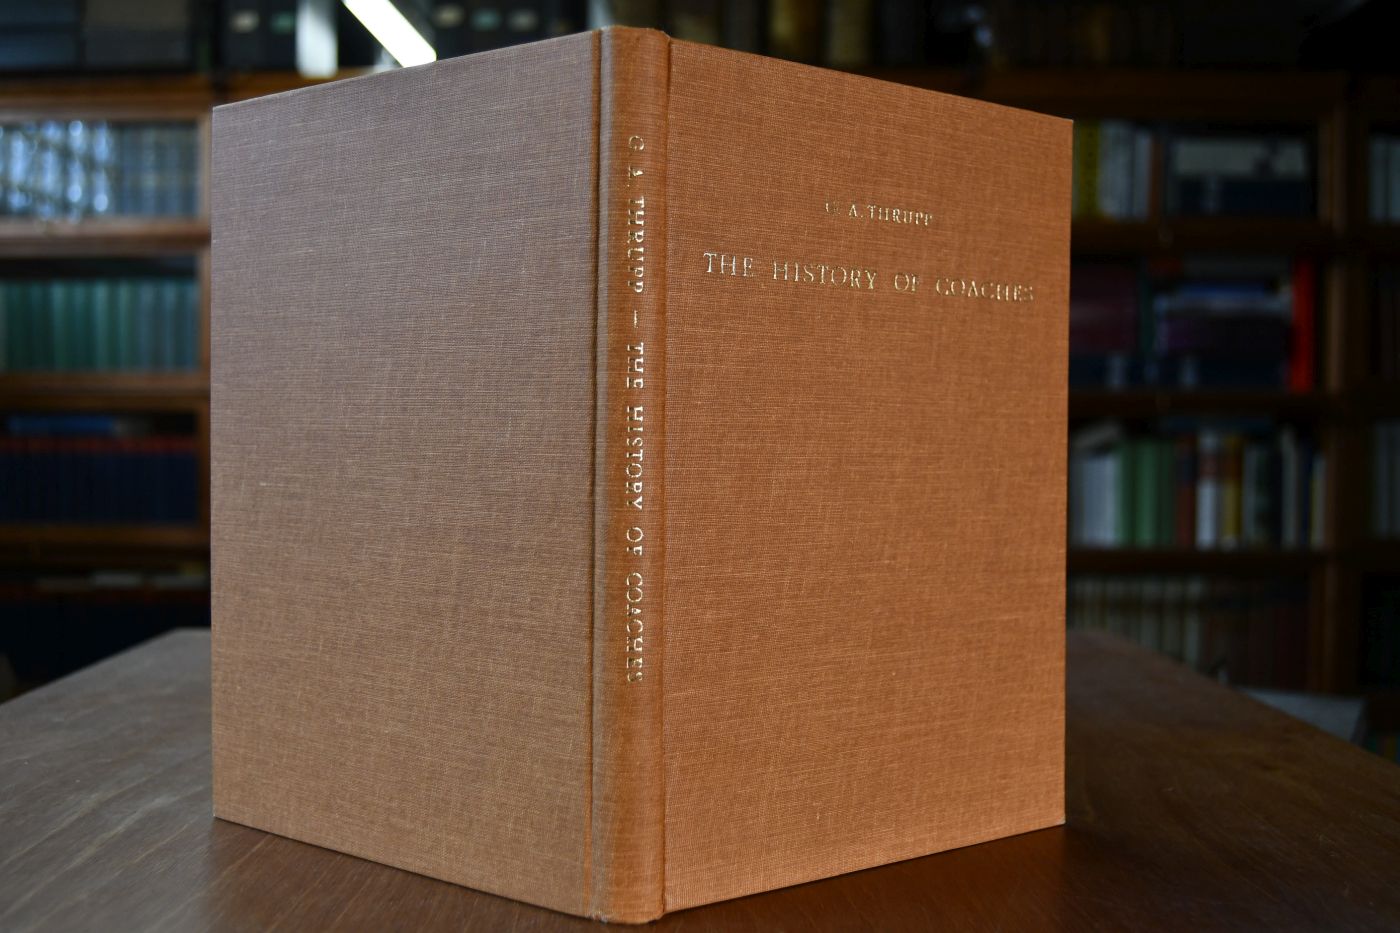 G. A. THRUPP
THE HISTORY OF COACHES
G. A. THRUPP – THE HISTORY OF COACHES